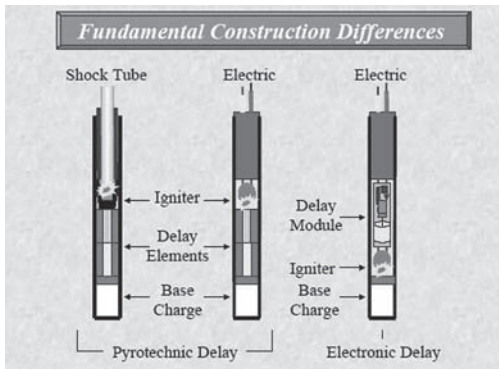 Fundamental Construction Differences
Shock Tube
Electric
Electric
Igniter
Delay
Elements
Base
Charge
Delay
Module
Igniter
Base
Charge
Pyrotechnic Delay
Electronic Delay